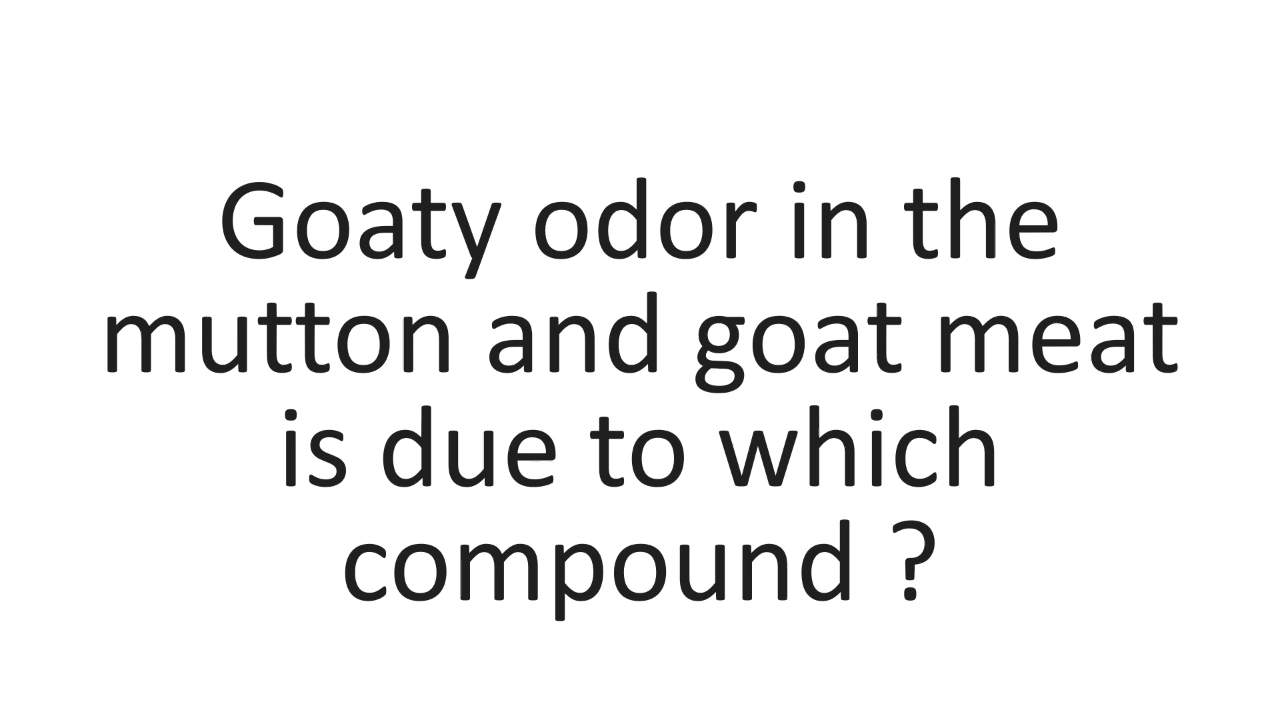 Goaty odor in the
mutton and goat meat
is due to which
compound ?